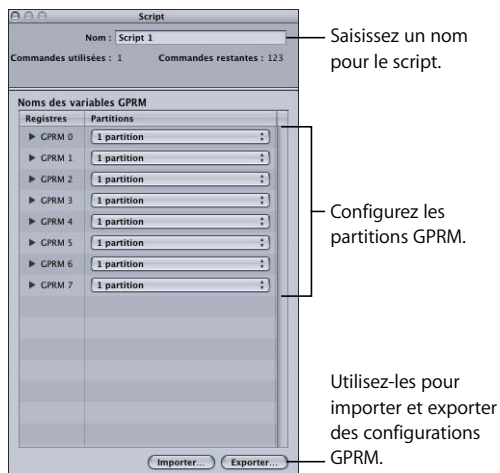 Script
Nom : Script 1
Commandes utilisées : 1 Commandes restantes : 123
Noms des variables GPRM
Registres Partitions
GPRM 0 1 partition
GPRM 1 1 partition
GPRM 2 1 partition
GPRM 3 1 partition
GPRM 4 1 partition
GPRM 5 1 partition
GPRM 6 1 partition
GPRM 7 1 partition
Importer... Exporter...
Saisissez un nom
pour le script.
Configurez les
partitions GPRM.
Utilisez-les pour
importer et exporter
des configurations
GPRM.